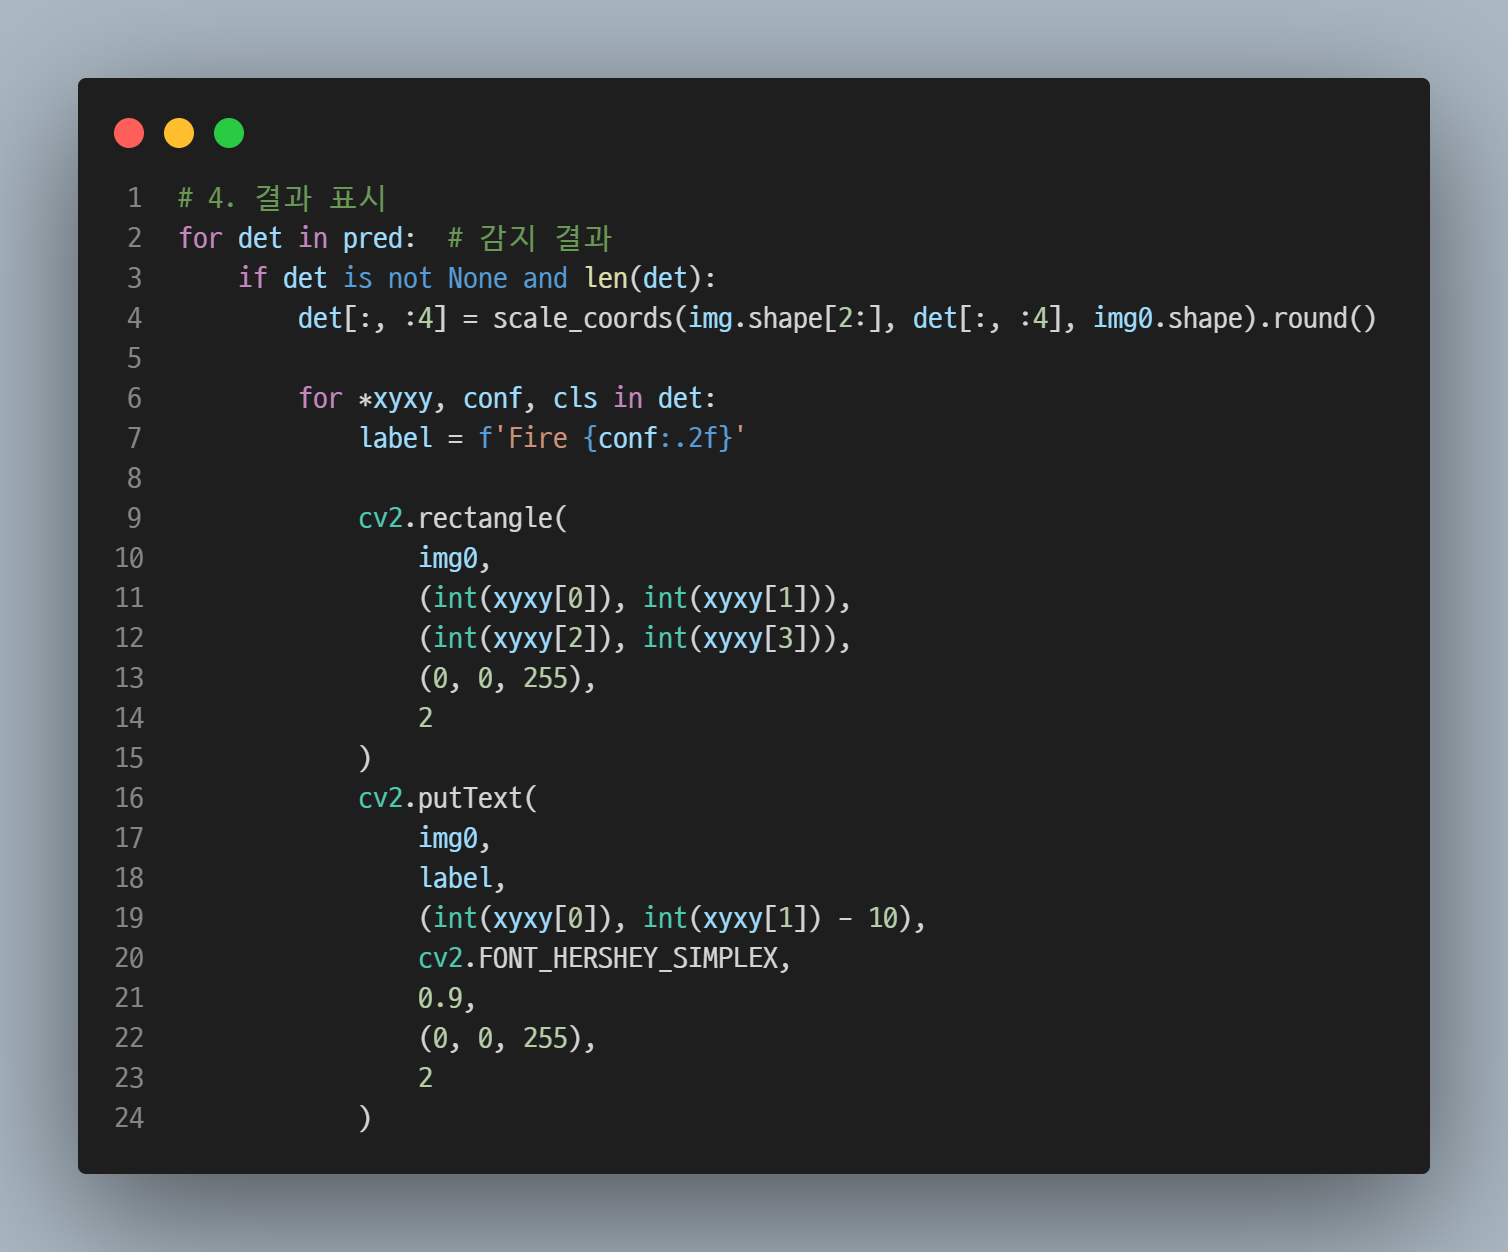 1 # 4. 결과 표시
2 for det in pred:  # 감지 결과
3     if det is not None and len(det):
4         det[:, :4] = scale_coords(img.shape[2:], det[:, :4], img0.shape).round()
5
6         for *xyxy, conf, cls in det:
7             label = f'Fire {conf:.2f}'
8
9             cv2.rectangle(
10                 img0,
11                 (int(xyxy[0]), int(xyxy[1])),
12                 (int(xyxy[2]), int(xyxy[3])),
13                 (0, 0, 255),
14                 2
15             )
16             cv2.putText(
17                 img0,
18                 label,
19                 (int(xyxy[0]), int(xyxy[1]) - 10),
20                 cv2.FONT_HERSHEY_SIMPLEX,
21                 0.9,
22                 (0, 0, 255),
23                 2
24             )